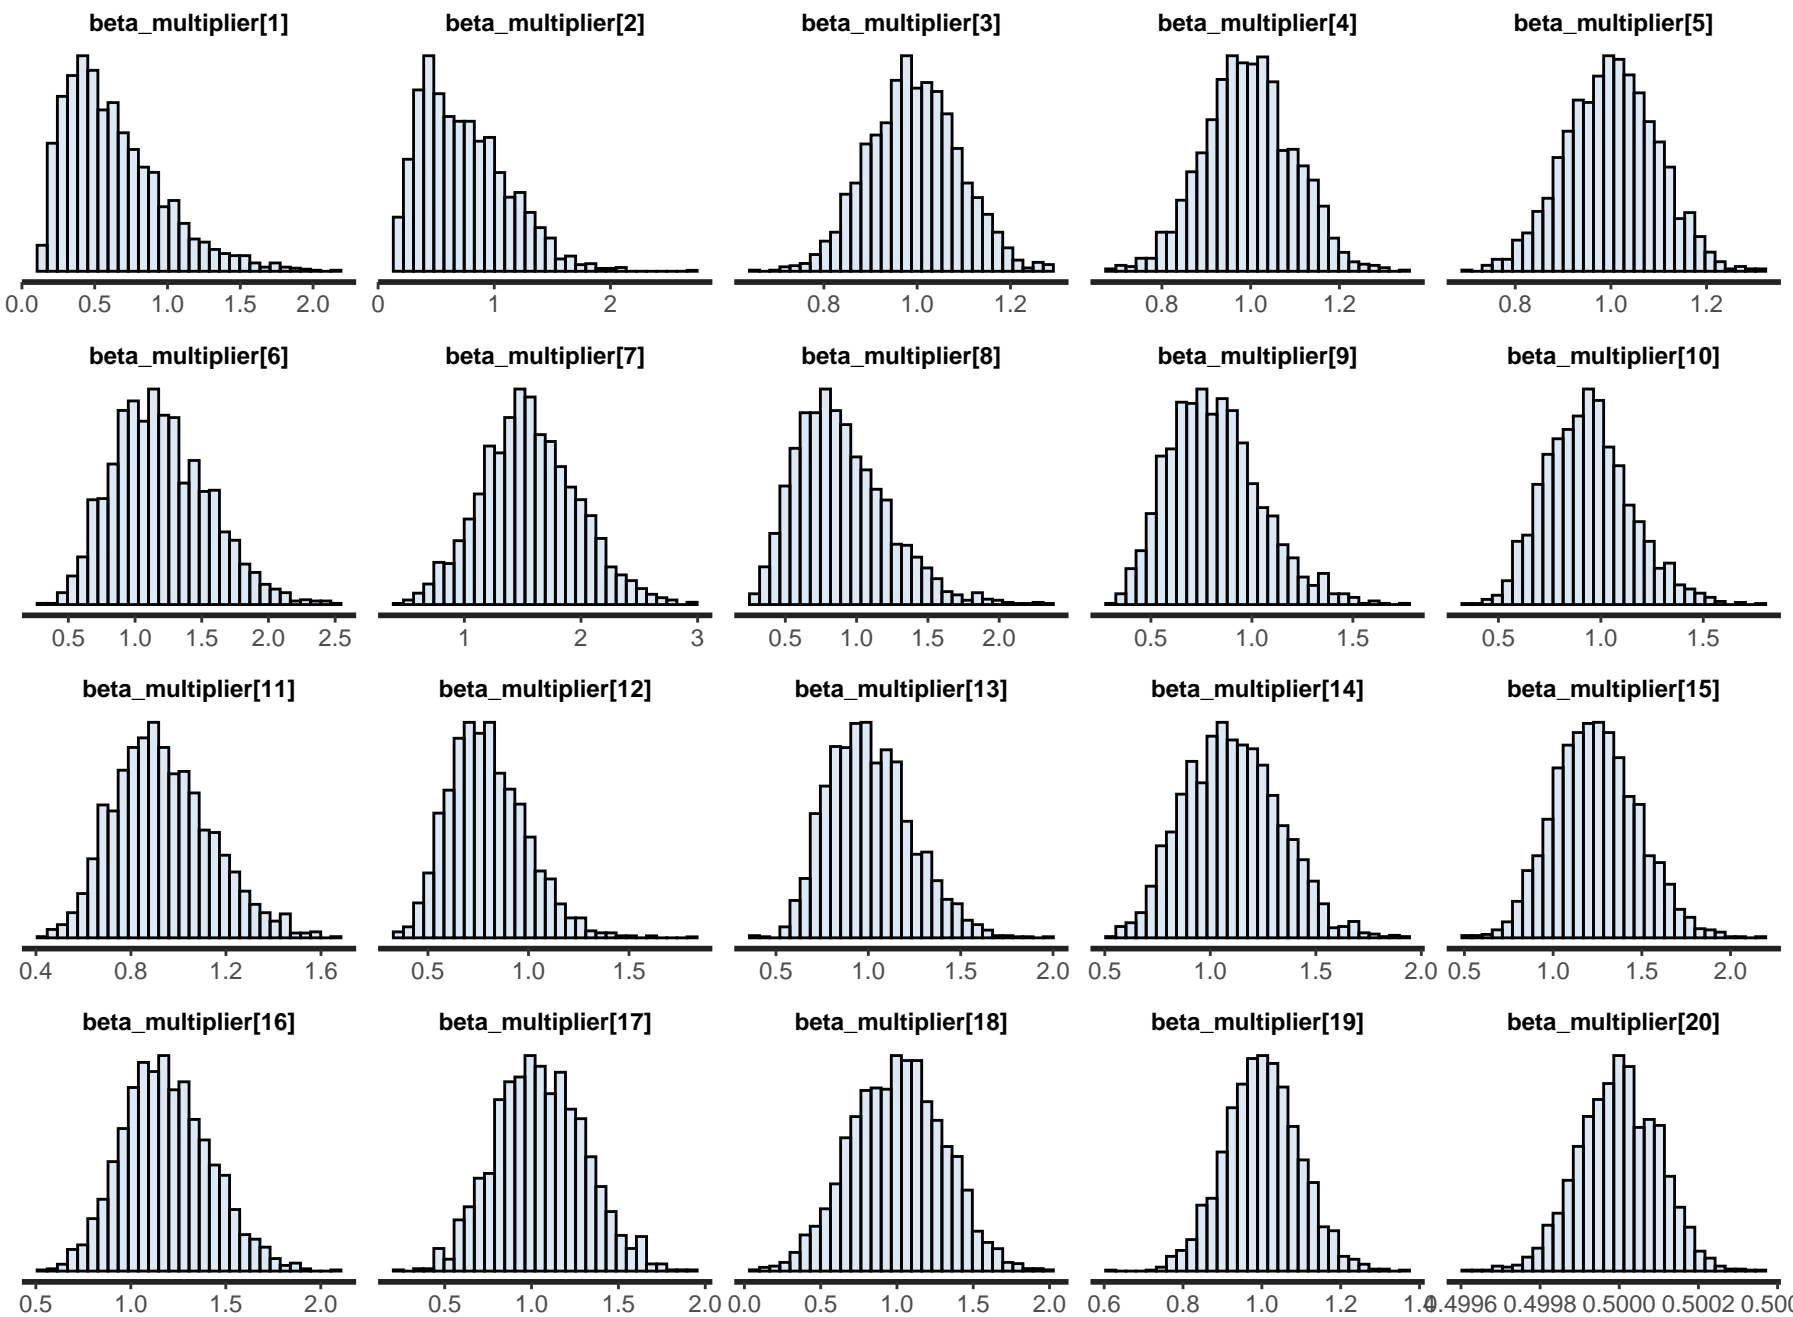 beta_multiplier[1] beta_multiplier[2] beta_multiplier[3] beta_multiplier[4] beta_multiplier[5]
0.0 0.5 1.0 1.5 2.0 0 1 2 0.8 1.0 1.2 0.8 1.0 1.2 0.8 1.0 1.2
beta_multiplier[6] beta_multiplier[7] beta_multiplier[8] beta_multiplier[9] beta_multiplier[10]
0.5 1.0 1.5 2.0 2.5 1 2 3 0.5 1.0 1.5 2.0 0.5 1.0 1.5 0.5 1.0 1.5
beta_multiplier[11] beta_multiplier[12] beta_multiplier[13] beta_multiplier[14] beta_multiplier[15]
0.4 0.8 1.2 1.6 0.5 1.0 1.5 0.5 1.0 1.5 2.0 0.5 1.0 1.5 2.0 0.5 1.0 1.5 2.0
beta_multiplier[16] beta_multiplier[17] beta_multiplier[18] beta_multiplier[19] beta_multiplier[20]
0.5 1.0 1.5 2.0 0.5 1.0 1.5 2.0 0.0 0.5 1.0 1.5 2.0 0.6 0.8 1.0 1.2 1.4 0.4996 0.4998 0.5000 0.5002